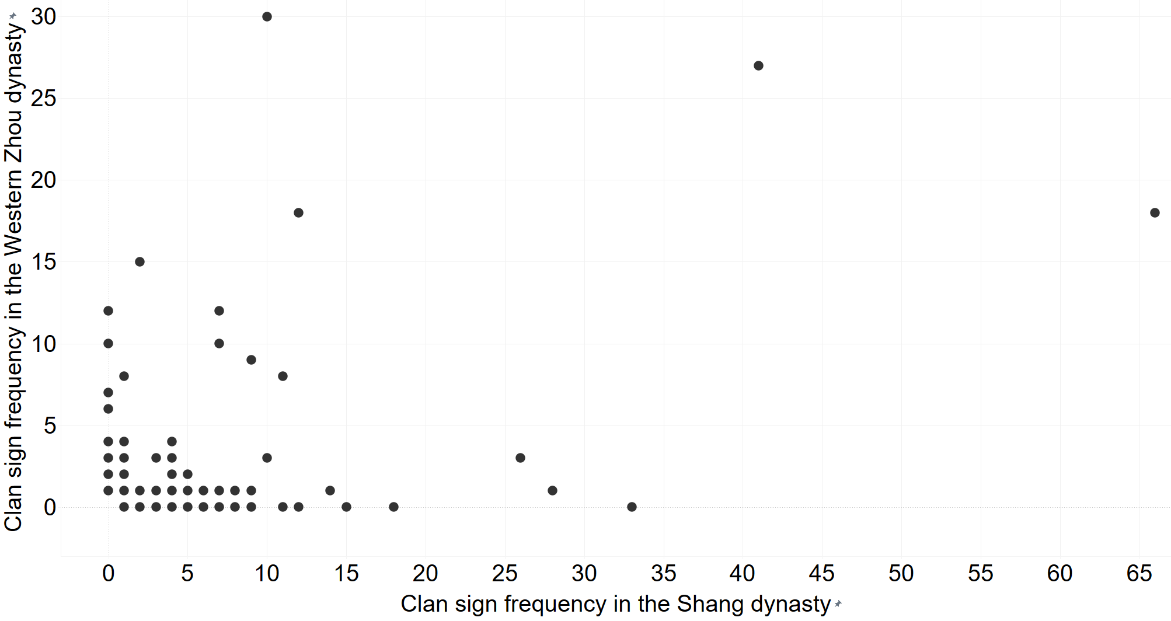 Clan sign frequency in the Western Zhou dynasty
30
25
20
15
10
5
0
0 5 10 15 20 25 30 35 40 45 50 55 60 65
Clan sign frequency in the Shang dynasty